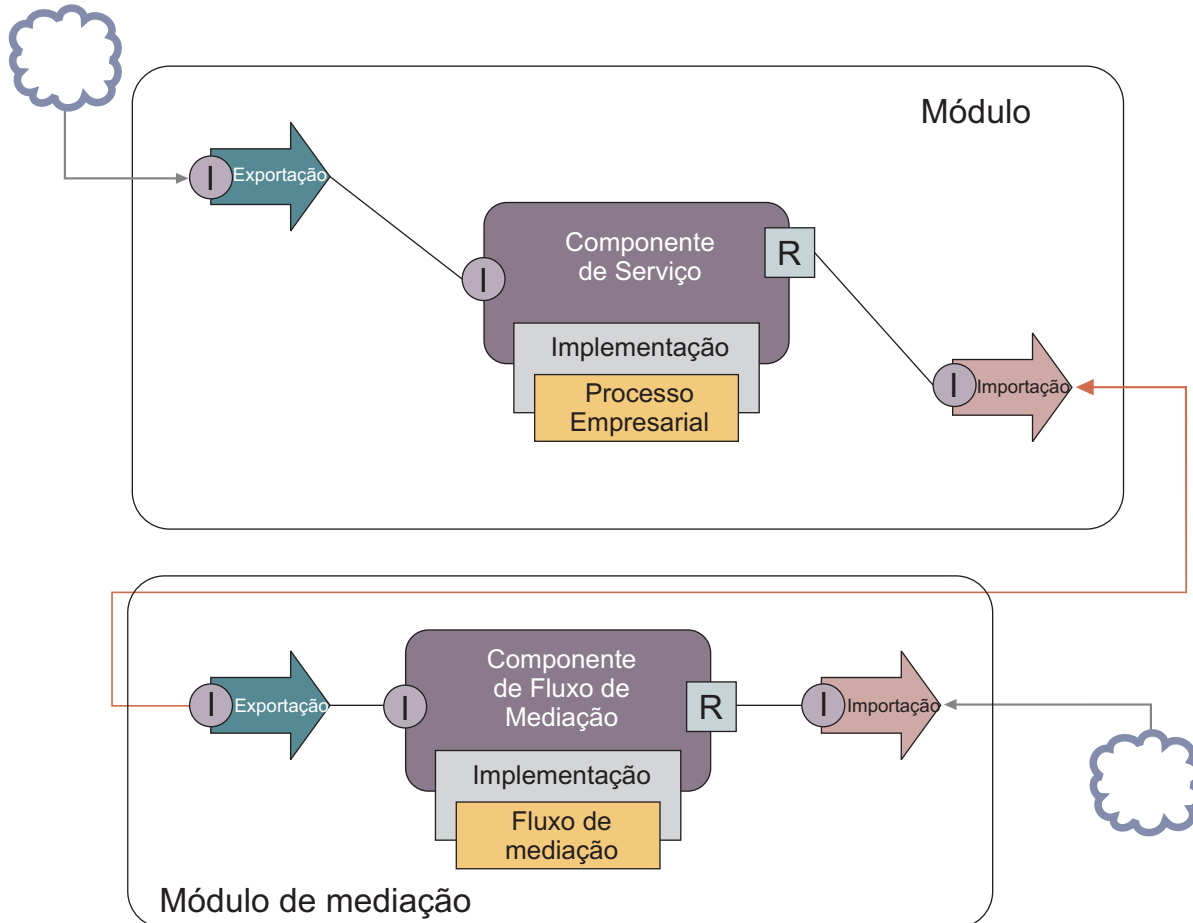 Módulo
I
Exportação
Componente
de Serviço
R
I
Implementação
Processo
Empresarial
I
Importação
Componente
de Fluxo de
Mediação
I
Exportação
I
R
I
Importação
Implementação
Fluxo de
mediação
Módulo de mediação